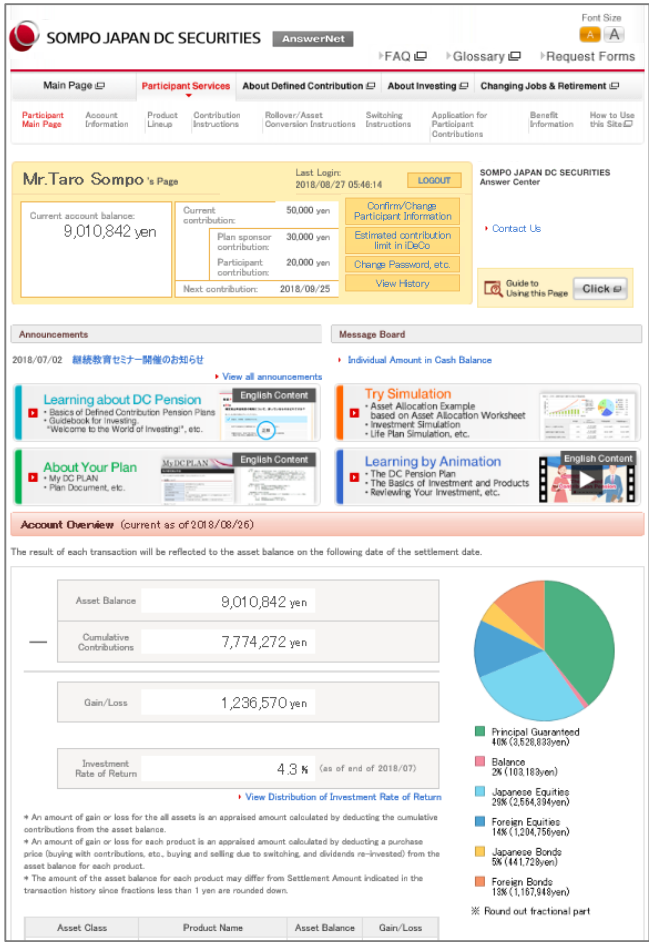 SOMPO JAPAN DC SECURITIES AnswerNet
Font Size
A A
FAQ Glossary Request Forms
Main Page Participant Services About Defined Contribution About Investing Changing Jobs & Retirement
Participant Main Page Account Information Product Lineup Contribution Instructions Rollover/Asset Conversion Instructions Switching Instructions Application for Participant Contributions Benefit Information How to Use this Site
Mr.Taro Sompo 's Page
Last Login:
2018/08/27 05:46:14
LOGOUT
Current account balance:
9,010,842 yen
Current contribution: 50,000 yen
Plan sponsor contribution: 30,000 yen
Participant contribution: 20,000 yen
Next contribution: 2018/09/25
Confirm/Change
Participant Information
Estimated contribution
limit in iDeCo
Change Password, etc.
View History
SOMPO JAPAN DC SECURITIES
Answer Center
Contact Us
Guide to
Using this Page
Click
Announcements
2018/07/02 継続教育セミナー開催のお知らせ
View all announcements
Message Board
Individual Amount in Cash Balance
Learning about DC Pension
English Content
・Basics of Defined Contribution Pension Plans
・Guidebook for Investing.
"Welcome to the World of Investing!", etc.
Try Simulation
・Asset Allocation Example
based on Asset Allocation Worksheet
・Investment Simulation
・Life Plan Simulation, etc.
About Your Plan
・My DC PLAN
・Plan Document, etc.
My DC PLAN
English Content
Learning by Animation
・The DC Pension Plan
・The Basics of Investment and Products
・Reviewing Your Investment, etc.
English Content
Account Overview (current as of 2018/08/26)
The result of each transaction will be reflected to the asset balance on the following date of the settlement date.
Asset Balance 9,010,842 yen
— Cumulative Contributions 7,774,272 yen
Gain/Loss 1,236,570 yen
Investment Rate of Return 4.3 % (as of end of 2018/07)
View Distribution of Investment Rate of Return
* An amount of gain or loss for the all assets is an appraised amount calculated by deducting the cumulative
contributions from the asset balance.
* An amount of gain or loss for each product is an appraised amount calculated by deducting a purchase
price (buying with contributions, etc., buying and selling due to switching, and dividends re-invested) from the
asset balance for each product.
* The amount of the asset balance for each product may differ from Settlement Amount indicated in the
transaction history since fractions less than 1 yen are rounded down.
Principal Guaranteed
40% (3,528,833yen)
Balance
2% (103,183yen)
Japanese Equities
29% (2,564,394yen)
Foreign Equities
14% (1,204,756yen)
Japanese Bonds
5% (441,728yen)
Foreign Bonds
13% (1,167,948yen)
※ Round out fractional part
Asset Class Product Name Asset Balance Gain/Loss